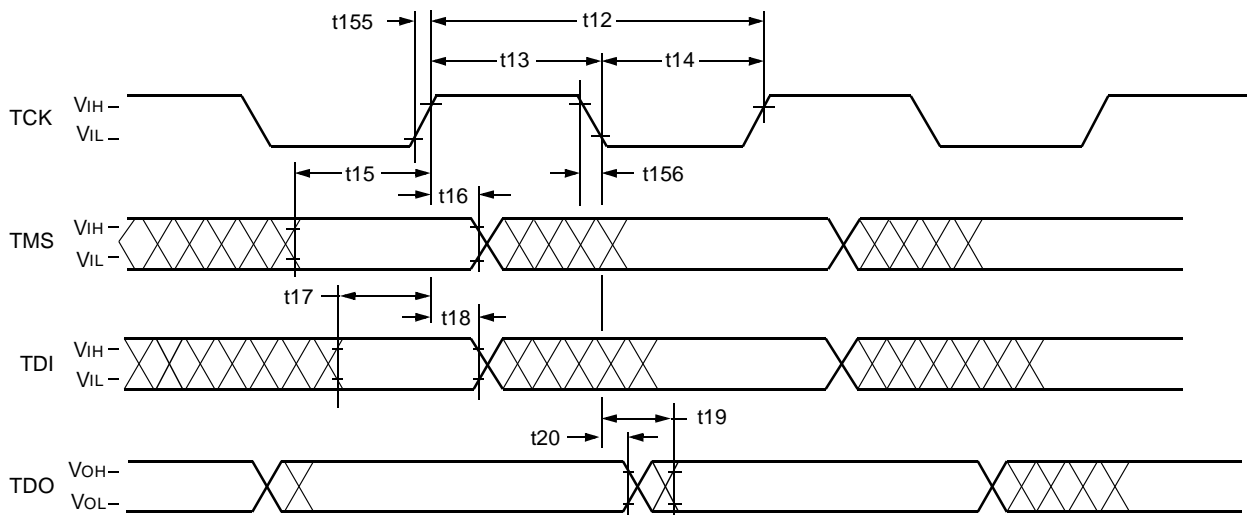 t155
t12
t13
t14
TCK
VIH
VIL
t15
t156
t16
TMS
VIH
VIL
t17
t18
TDI
VIH
VIL
t19
t20
TDO
VOH
VOL